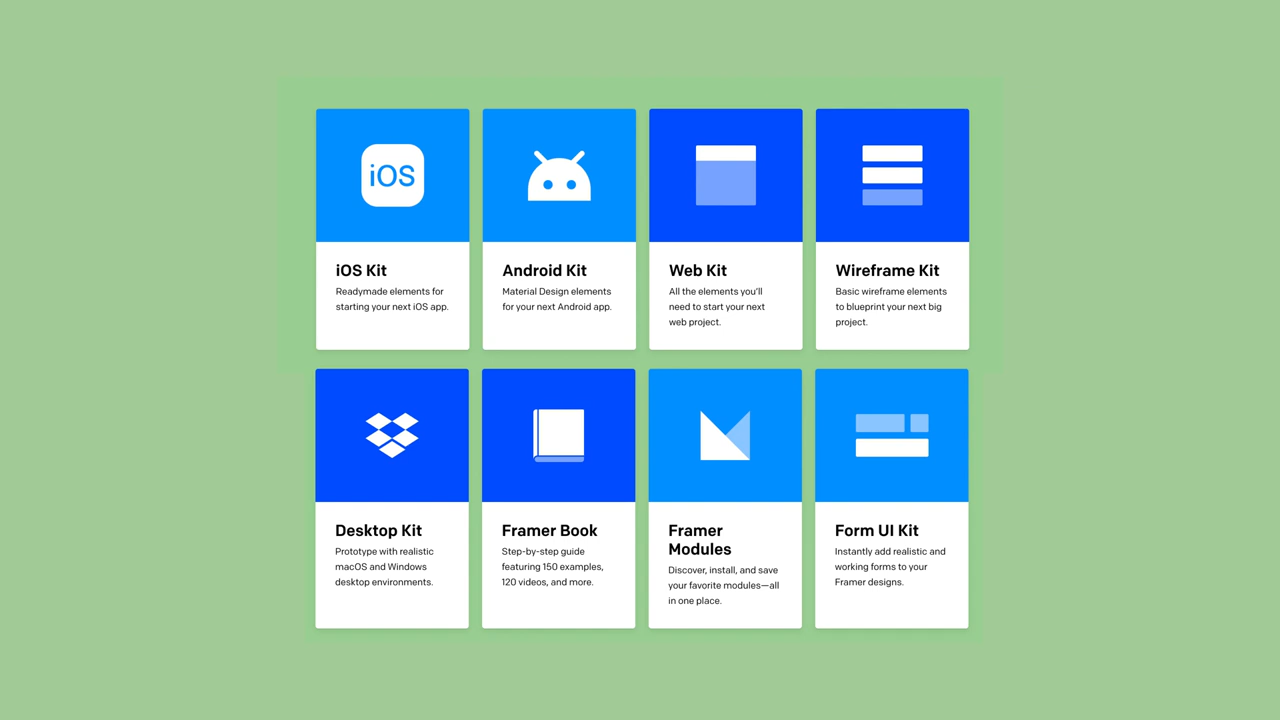 iOS
iOS Kit
Readymade elements for
starting your next iOS app.
Android Kit
Material Design elements
for your next Android app.
Web Kit
All the elements you'll
need to start your next
web project.
Wireframe Kit
Basic wireframe elements
to blueprint your next big
project.
Desktop Kit
Prototype with realistic
macOS and Windows
desktop environments.
Framer Book
Step-by-step guide
featuring 150 examples,
120 videos, and more.
Framer
Modules
Discover, install, and save
your favorite modules—all
in one place.
Form UI Kit
Instantly add realistic and
working forms to your
Framer designs.